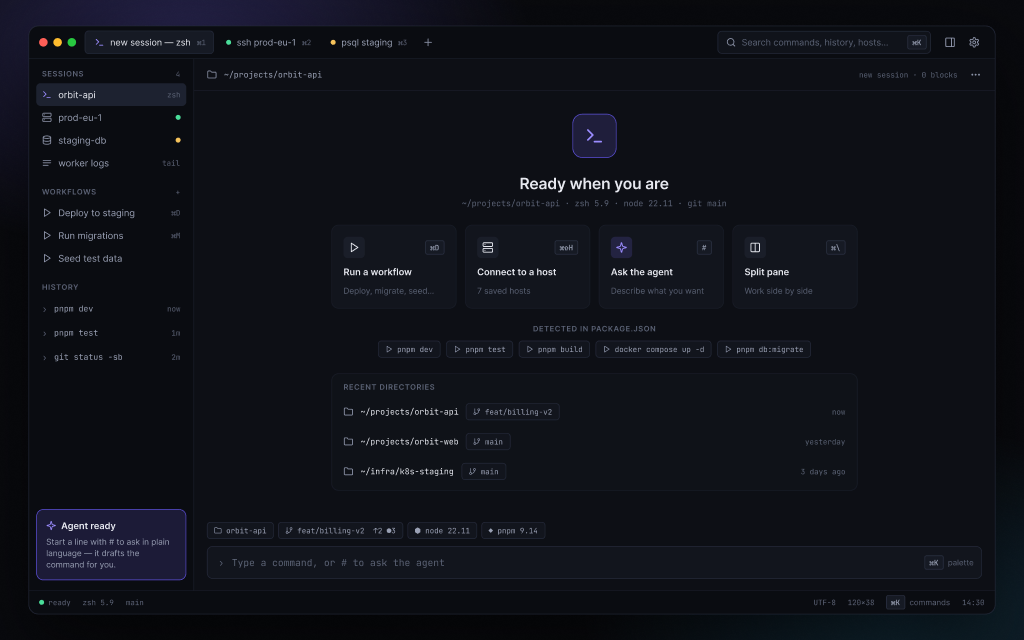 new session — zsh ⌘1
ssh prod-eu-1 ⌘2
psql staging ⌘3
+
Search commands, history, hosts... ⌘K
SESSIONS 4
orbit-api zsh
prod-eu-1
staging-db
worker logs tail
WORKFLOWS +
Deploy to staging ⌘D
Run migrations ⌘M
Seed test data
HISTORY
› pnpm dev now
› pnpm test 1m
› git status -sb 2m
Agent ready
Start a line with # to ask in plain
language — it drafts the
command for you.
~/projects/orbit-api
new session · 0 blocks
Ready when you are
~/projects/orbit-api · zsh 5.9 · node 22.11 · git main
⌘D
Run a workflow
Deploy, migrate, seed...
Connect to a host
7 saved hosts
#
Ask the agent
Describe what you want
⌘\
Split pane
Work side by side
DETECTED IN PACKAGE.JSON
pnpm dev
pnpm test
pnpm build
docker compose up -d
pnpm db:migrate
RECENT DIRECTORIES
~/projects/orbit-api feat/billing-v2 now
~/projects/orbit-web main yesterday
~/infra/k8s-staging main 3 days ago
orbit-api
feat/billing-v2 ↑2 ●3
● node 22.11
◆ pnpm 9.14
› Type a command, or # to ask the agent
⌘K palette
ready zsh 5.9 main
UTF-8 120×38 ⌘K commands 14:30